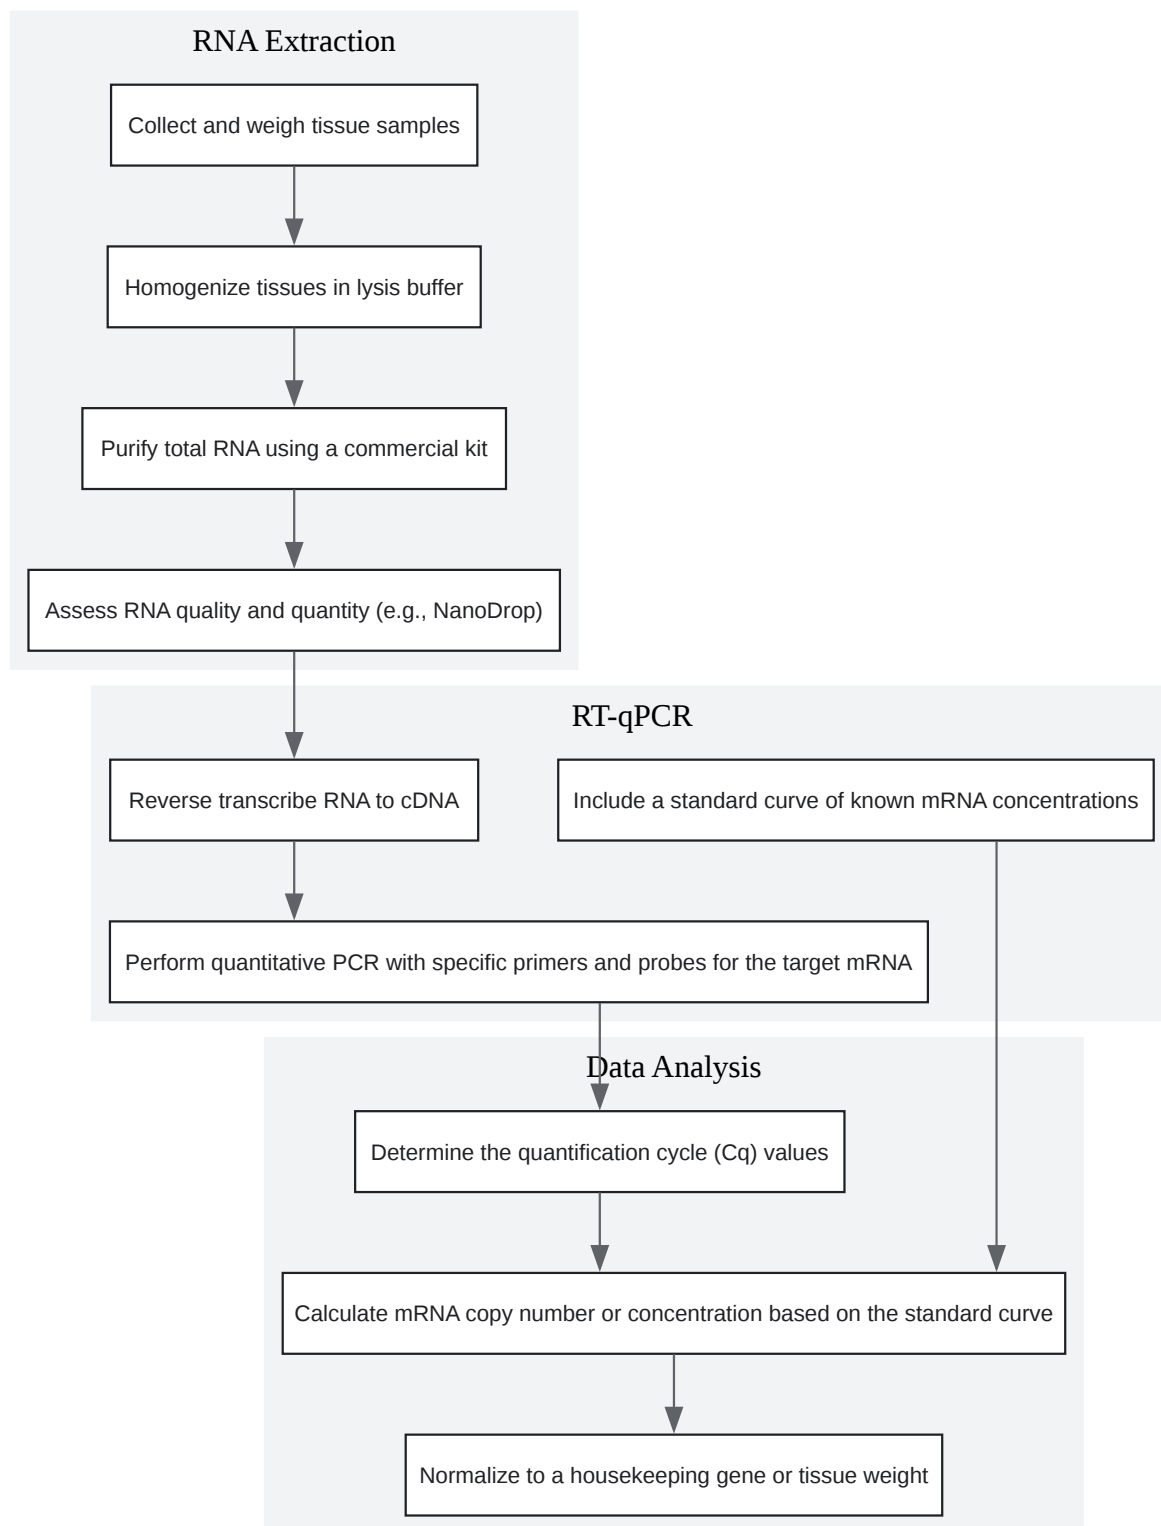 RNA Extraction
Collect and weigh tissue samples
Homogenize tissues in lysis buffer
Purify total RNA using a commercial kit
Assess RNA quality and quantity (e.g., NanoDrop)
RT-qPCR
Reverse transcribe RNA to cDNA
Include a standard curve of known mRNA concentrations
Perform quantitative PCR with specific primers and probes for the target mRNA
Data Analysis
Determine the quantification cycle (Cq) values
Calculate mRNA copy number or concentration based on the standard curve
Normalize to a housekeeping gene or tissue weight